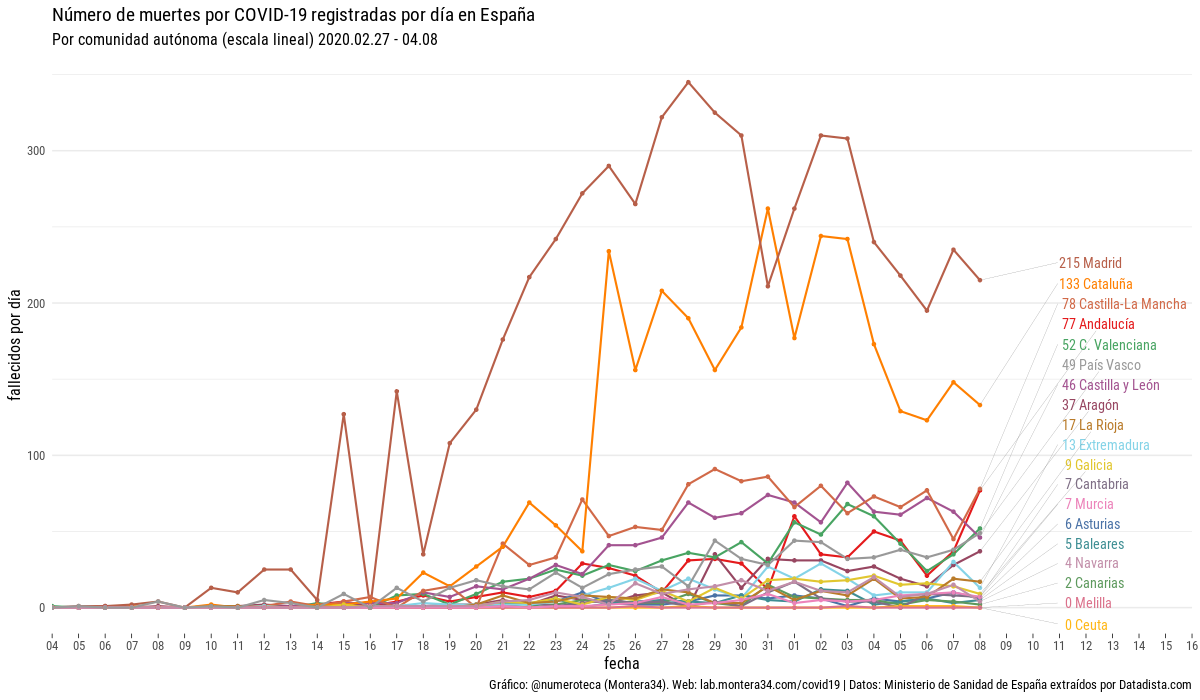 Número de muertes por COVID-19 registradas por día en España
Por comunidad autónoma (escala lineal) 2020.02.27 - 04.08
fallecidos por día
300
200
100
0
215 Madrid
133 Cataluña
78 Castilla-La Mancha
77 Andalucía
52 C. Valenciana
49 País Vasco
46 Castilla y León
37 Aragón
17 La Rioja
13 Extremadura
9 Galicia
7 Cantabria
7 Murcia
6 Asturias
5 Baleares
4 Navarra
2 Canarias
0 Melilla
0 Ceuta
04 05 06 07 08 09 10 11 12 13 14 15 16 17 18 19 20 21 22 23 24 25 26 27 28 29 30 31 01 02 03 04 05 06 07 08 09 10 11 12 13 14 15 16
fecha
Gráfico: @numeroteca (Montera34). Web: lab.montera34.com/covid19 | Datos: Ministerio de Sanidad de España extraídos por Datadista.com